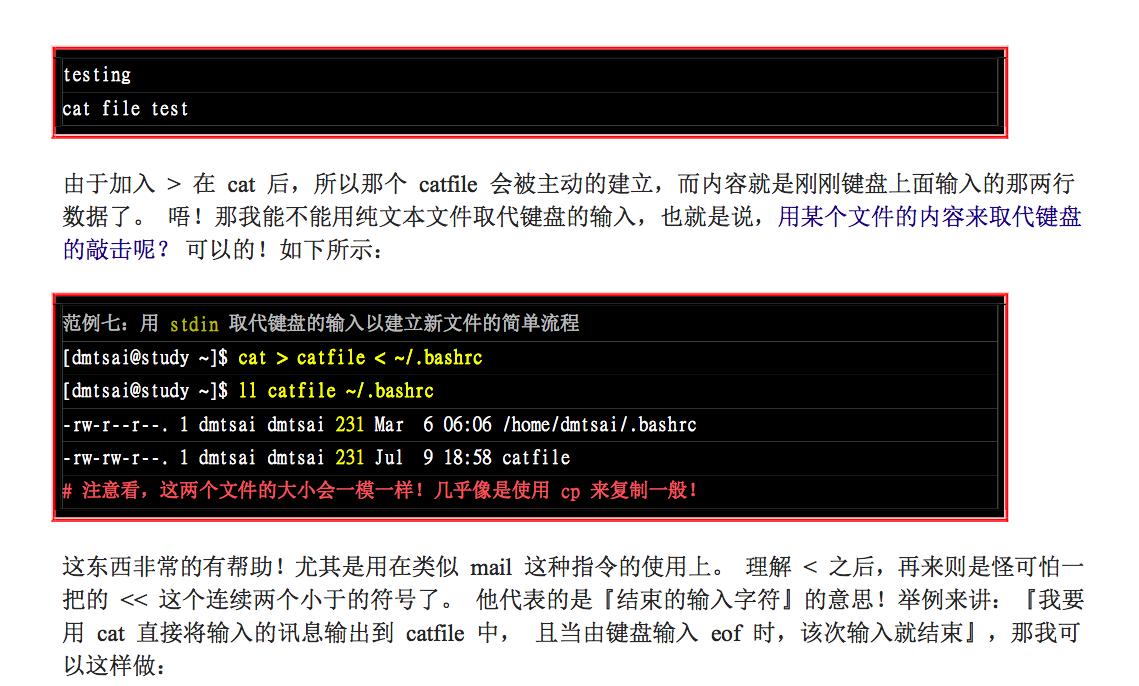 testing
cat file test
由于加入 > 在 cat 后，所以那个 catfile 会被主动的建立，而内容就是刚刚键盘上面输入的那两行
数据了。 唔！那我能不能用纯文本文件取代键盘的输入，也就是说，用某个文件的内容来取代键盘
的敲击呢？ 可以的！如下所示：
范例七：用 stdin 取代键盘的输入以建立新文件的简单流程
[dmtsai@study ~]$ cat > catfile < ~/.bashrc
[dmtsai@study ~]$ ll catfile ~/.bashrc
-rw-r--r--. 1 dmtsai dmtsai 231 Mar  6 06:06 /home/dmtsai/.bashrc
-rw-rw-r--. 1 dmtsai dmtsai 231 Jul  9 18:58 catfile
# 注意看，这两个文件的大小会一模一样！几乎像是使用 cp 来复制一般！
这东西非常的有帮助！尤其是用在类似 mail 这种指令的使用上。 理解 < 之后，再来则是怪可怕一
把的 << 这个连续两个小于的符号了。 他代表的是『结束的输入字符』的意思！举例来讲：『我要
用 cat 直接将输入的讯息输出到 catfile 中， 且当由键盘输入 eof 时，该次输入就结束』，那我可
以这样做：